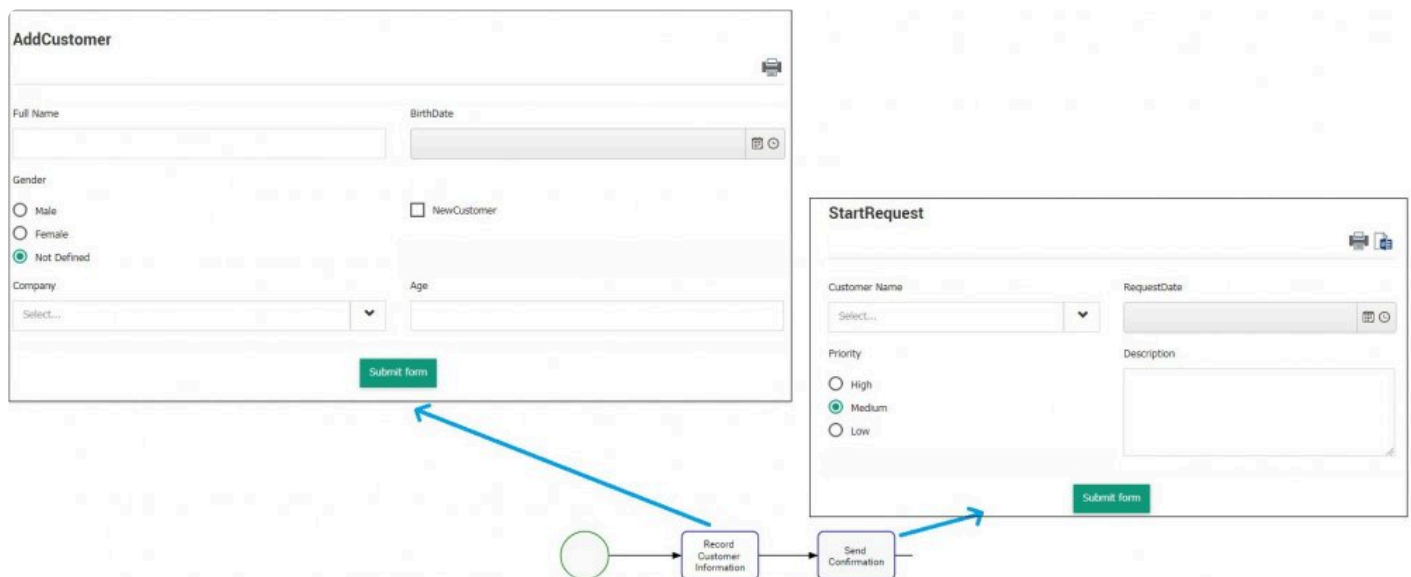 AddCustomer
Full Name
BirthDate
Gender
Male
NewCustomer
Female
Not Defined
Company
Age
Select...
Submit form
StartRequest
Customer Name
RequestDate
Select...
Priority
Description
High
Medium
Low
Submit form
Record
Customer
Information
Send
Confirmation